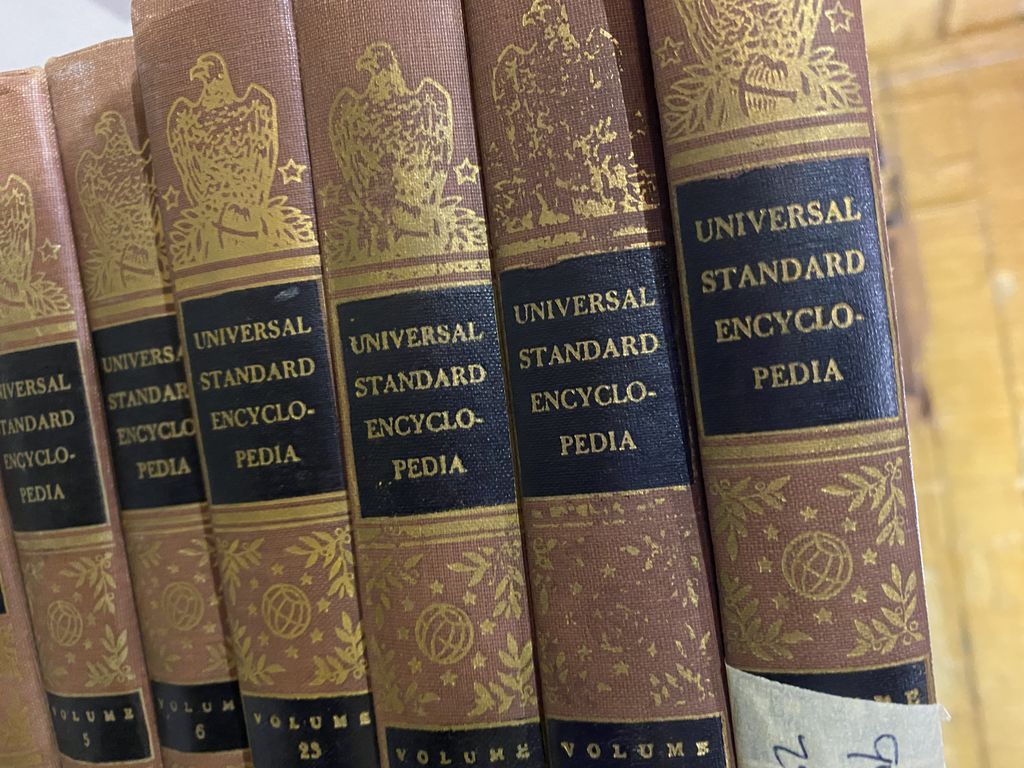 UNIVERSAL
STANDARD
ENCYCLO-
PEDIA
VOLUME
5
UNIVERSAL
STANDARD
ENCYCLO
PEDIA
VOLUM
6
UNIVERSAL
STANDARD
ENCYCLO-
PEDIA
VOLUME
23
UNIVERSAL
STANDARD
ENCYCLO-
PEDIA
VOLUME
UNIVERSAL
STANDARD
ENCYCLO-
PEDIA
VOLUME
UNIVERSAL
STANDARD
ENCYCLO-
PEDIA